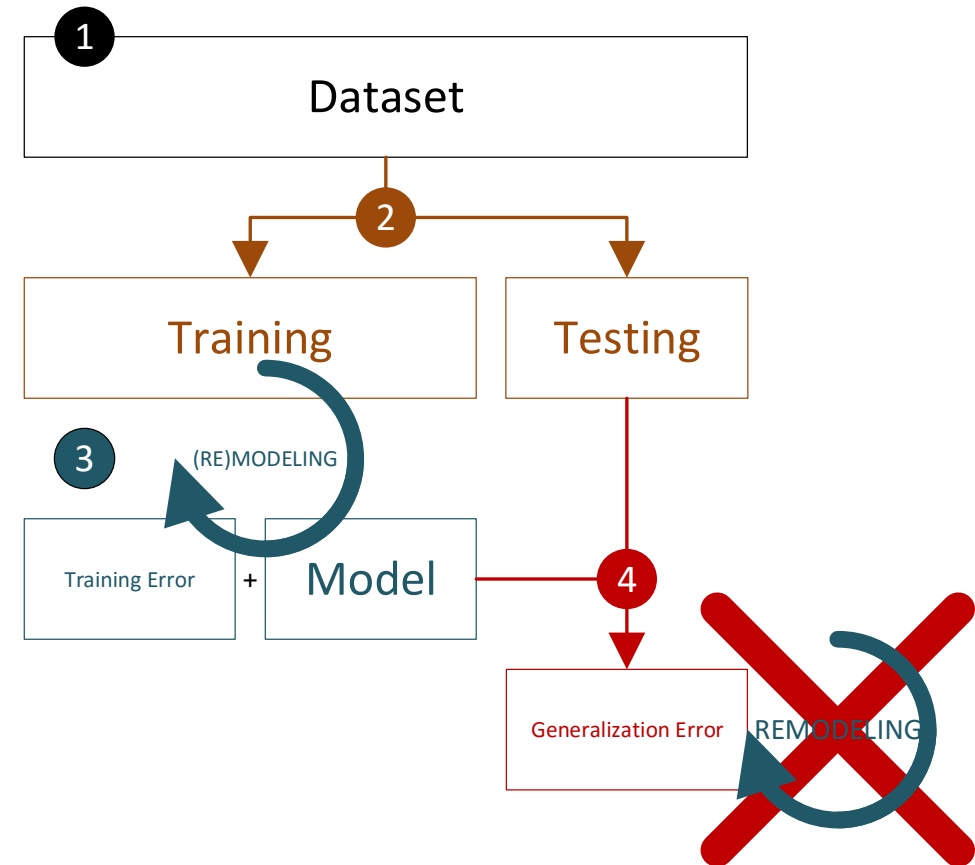 1
Dataset
2
Training
Testing
3
(RE)MODELING
Training Error
+
Model
4
Generalization Error
REMODELING